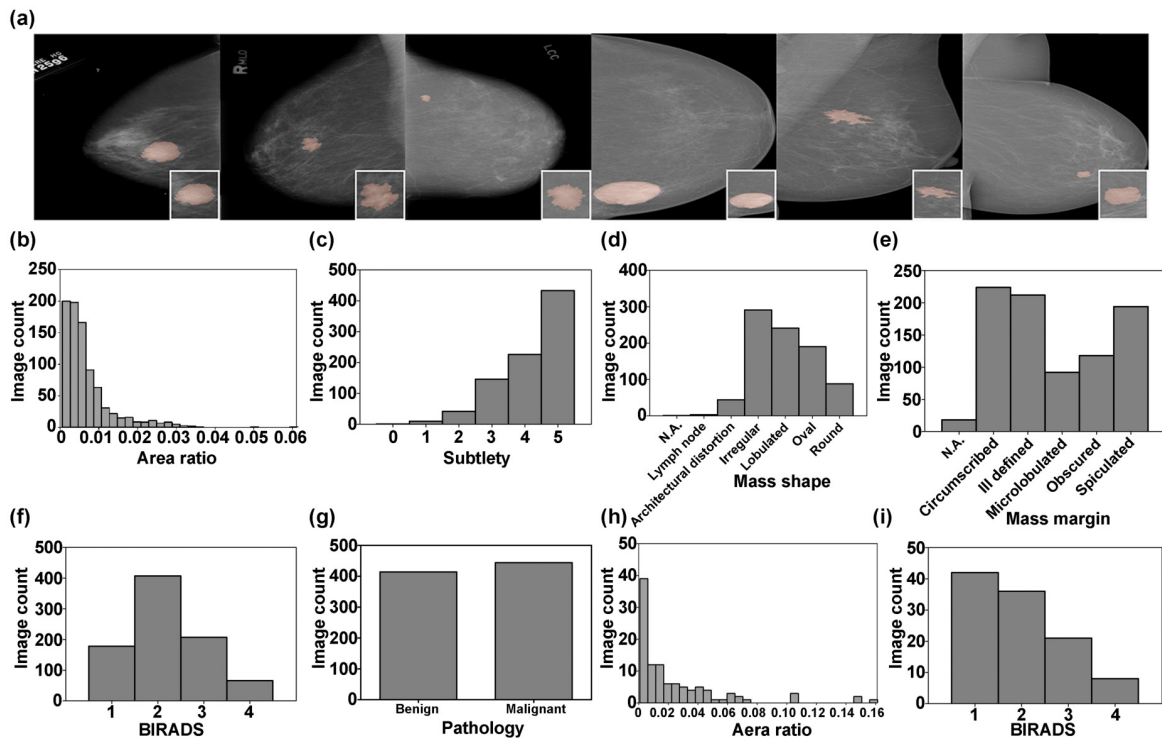 (a)
RE NO
12596
R MLO
LCC
(b)
(c)
(d)
(e)
Image count
250
200
150
100
50
0
0 0.01 0.02 0.03 0.04 0.05 0.06
Area ratio
Image count
500
400
300
200
100
0
0 1 2 3 4 5
Subtlety
Image count
400
300
200
100
0
N.A.
Lymph node
Architectural distortion
Irregular
Lobulated
Oval
Round
Mass shape
Image count
250
200
150
100
50
0
N.A.
Circumscribed
Ill defined
Microlobulated
Obscured
Spiculated
Mass margin
(f)
(g)
(h)
(i)
Image count
500
400
300
200
100
0
1 2 3 4
BIRADS
Image count
500
400
300
200
100
0
Benign Malignant
Pathology
Image count
50
40
30
20
10
0
0 0.02 0.04 0.06 0.08 0.10 0.12 0.14 0.16
Aera ratio
Image count
50
40
30
20
10
0
1 2 3 4
BIRADS